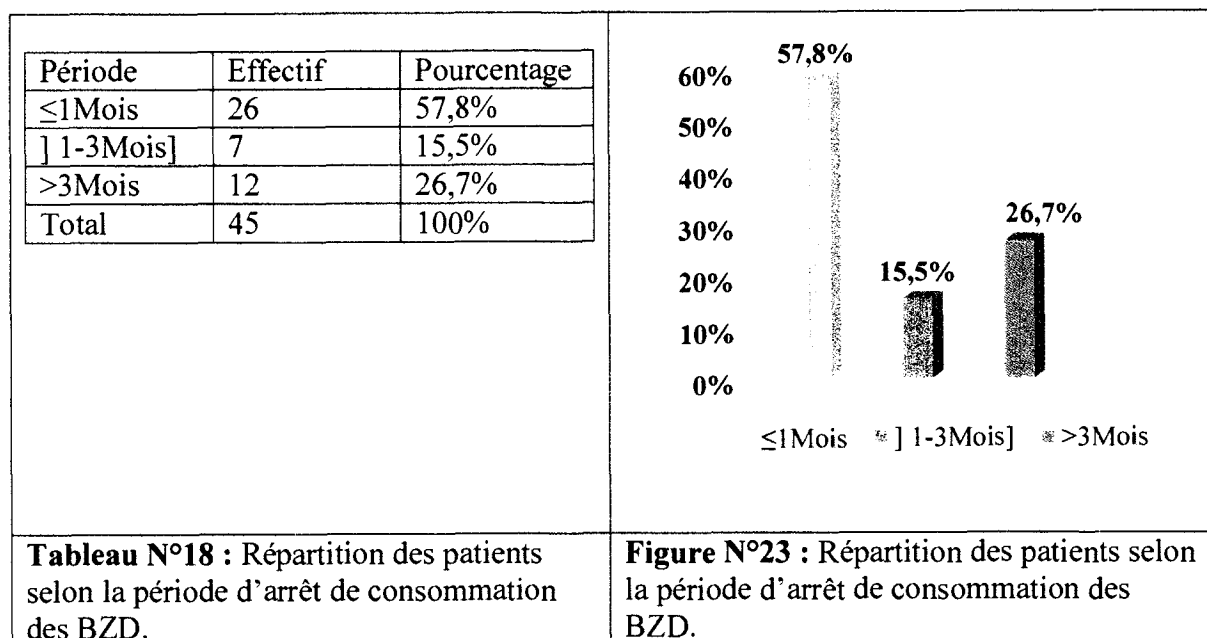 Période Effectif Pourcentage
≤1Mois 26 57,8%
] 1-3Mois] 7 15,5%
>3Mois 12 26,7%
Total 45 100%
57,8%
60%
50%
40%
30%
20%
10%
0%
15,5%
26,7%
≤1Mois ] 1-3Mois] >3Mois
Tableau N°18 : Répartition des patients
selon la période d’arrêt de consommation
des BZD.
Figure N°23 : Répartition des patients selon
la période d’arrêt de consommation des
BZD.